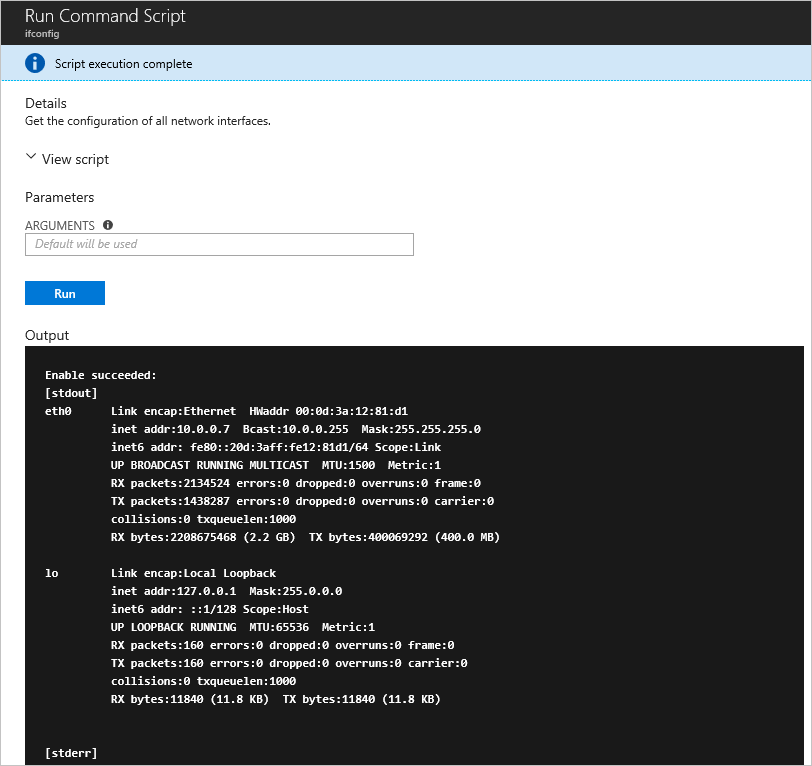 Run Command Script
ifconfig
Script execution complete
Details
Get the configuration of all network interfaces.
View script
Parameters
ARGUMENTS
Default will be used
Run
Output
Enable succeeded:
[stdout]
eth0      Link encap:Ethernet  HWaddr 00:0d:3a:12:81:d1
          inet addr:10.0.0.7  Bcast:10.0.0.255  Mask:255.255.255.0
          inet6 addr: fe80::20d:3aff:fe12:81d1/64 Scope:Link
          UP BROADCAST RUNNING MULTICAST  MTU:1500  Metric:1
          RX packets:2134524 errors:0 dropped:0 overruns:0 frame:0
          TX packets:1438287 errors:0 dropped:0 overruns:0 carrier:0
          collisions:0 txqueuelen:1000
          RX bytes:2208675468 (2.2 GB)  TX bytes:400069292 (400.0 MB)
lo        Link encap:Local Loopback
          inet addr:127.0.0.1  Mask:255.0.0.0
          inet6 addr: ::1/128 Scope:Host
          UP LOOPBACK RUNNING  MTU:65536  Metric:1
          RX packets:160 errors:0 dropped:0 overruns:0 frame:0
          TX packets:160 errors:0 dropped:0 overruns:0 carrier:0
          collisions:0 txqueuelen:1000
          RX bytes:11840 (11.8 KB)  TX bytes:11840 (11.8 KB)
[stderr]